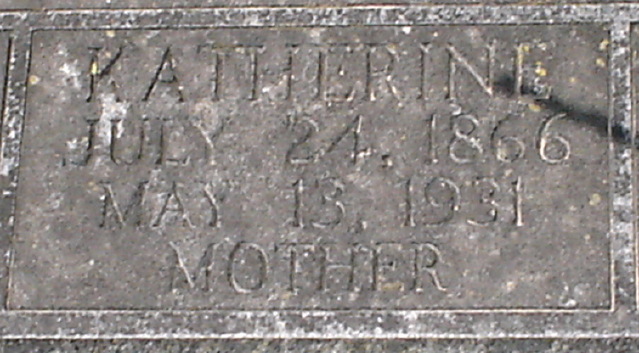 KATHERINE
JULY 24, 1866
MAY 13, 1931
MOTHER